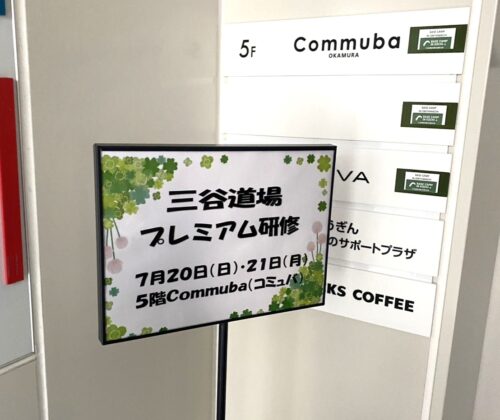 5F Commuba
OKAMURA
VA
ぎん
のサポートプラザ
KS COFFEE
三谷道場
プレミアム研修
7月20日(日)・21日(月)
5階Commuba(コミュバ)